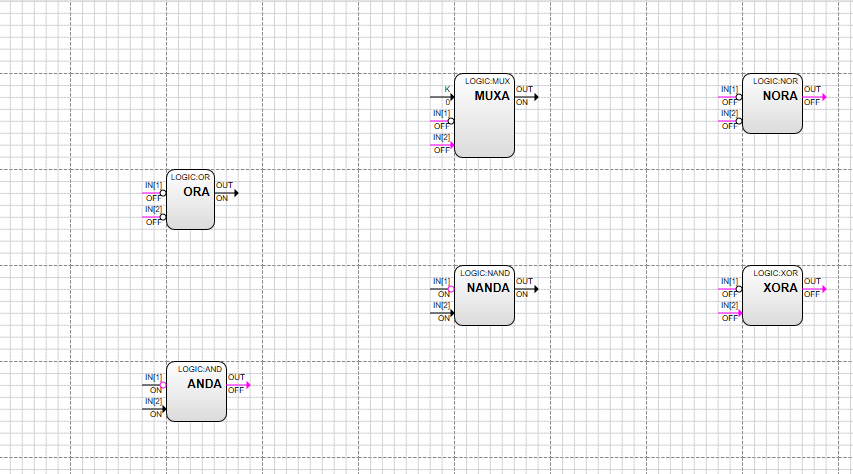 LOGIC:MUX
K
OUT
MUXA
0
ON
IN[1]
OFF
IN[2]
OFF
LOGIC:NOR
IN[1]
OUT
NORA
OFF
OFF
IN[2]
OFF
LOGIC:OR
IN[1]
OUT
ORA
OFF
ON
IN[2]
OFF
LOGIC:NAND
IN[1]
OUT
NANDA
ON
ON
IN[2]
ON
LOGIC:XOR
IN[1]
OUT
XORA
OFF
OFF
IN[2]
OFF
LOGIC:AND
IN[1]
OUT
ANDA
ON
OFF
IN[2]
ON